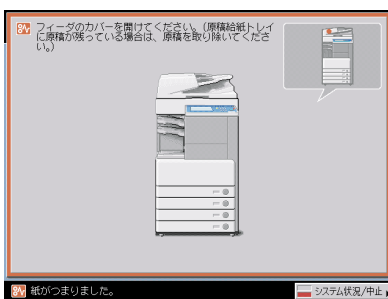 フィーダのカバーを開けてください。(原稿給紙トレイ
に原稿が残っている場合は、原稿を取り除いてくださ
い。)
紙がつまりました。
システム状況/中止